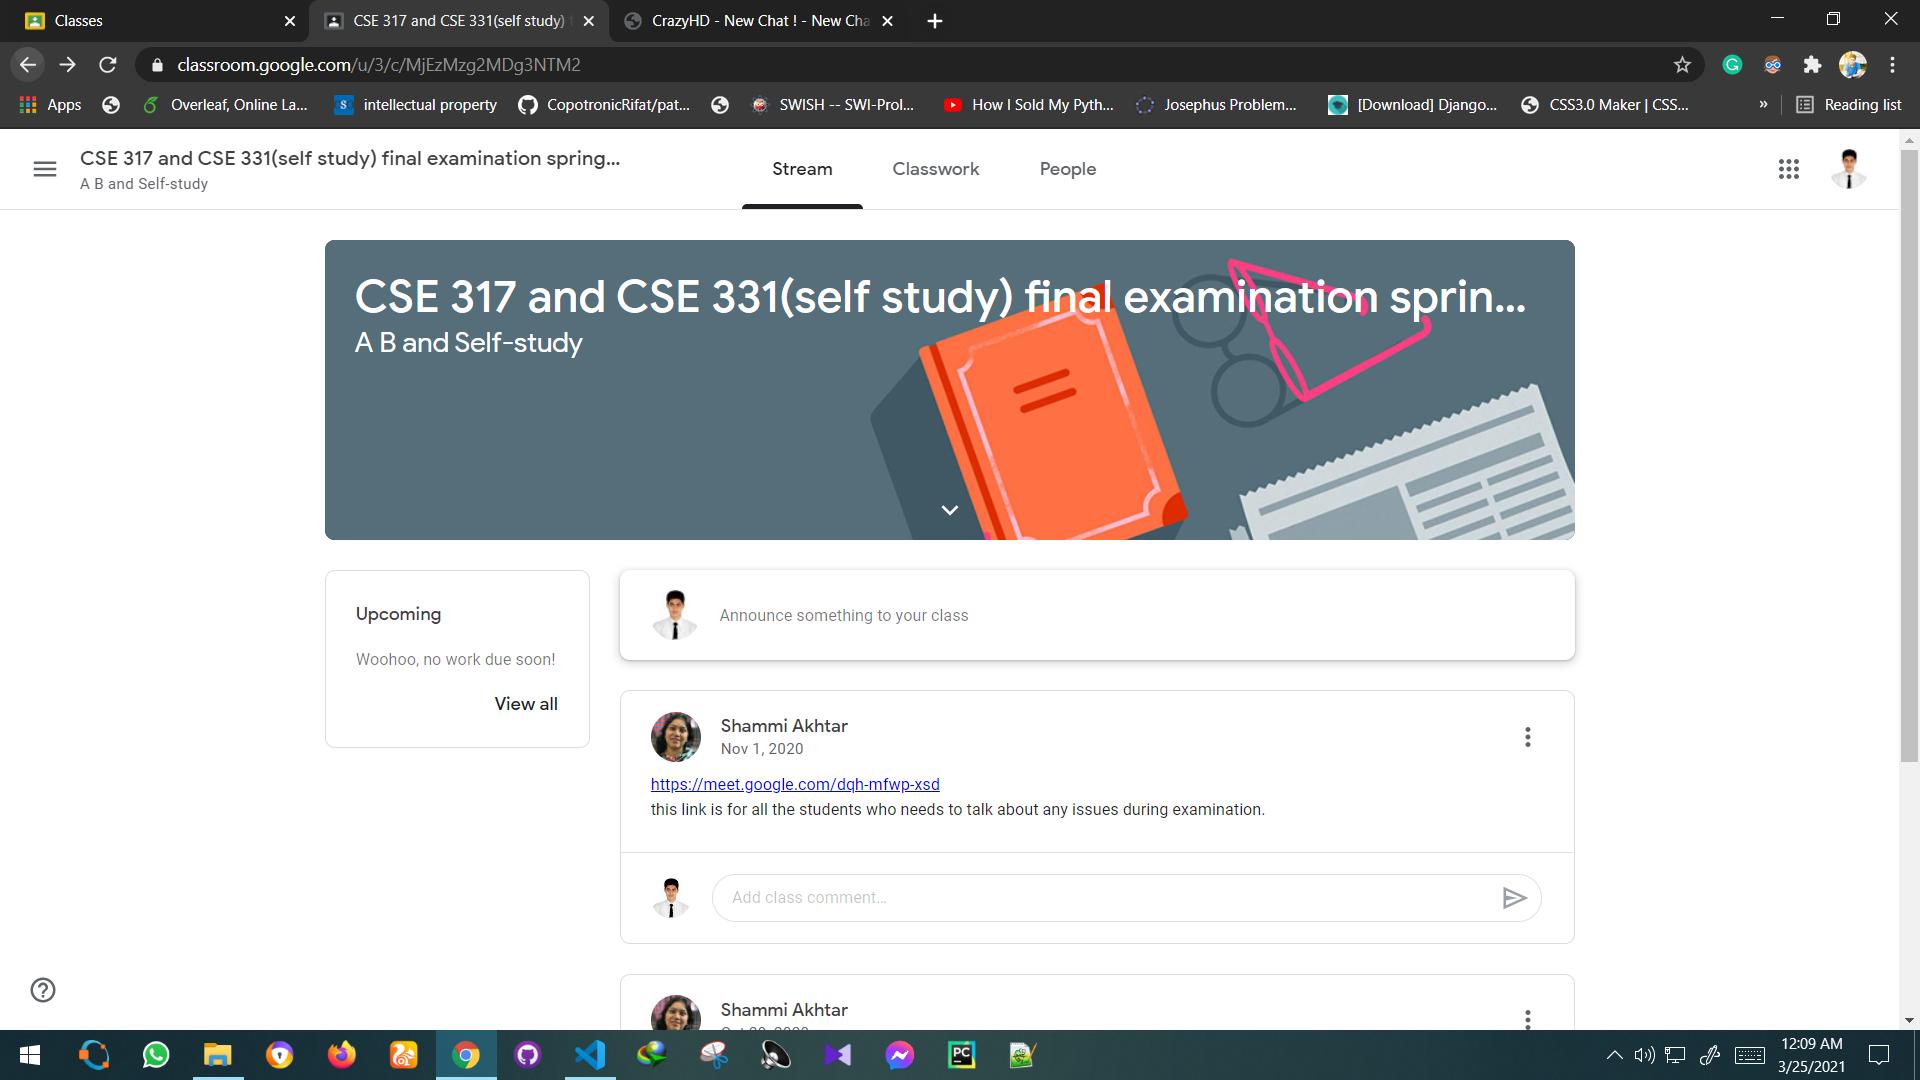 Classes
CSE 317 and CSE 331(self study)
CrazyHD - New Chat ! - New Cha
classroom.google.com/u/3/c/MjEzMzg2MDg3NTM2
Apps
Overleaf, Online La...
intellectual property
CopotronicRifat/pat...
SWISH -- SWI-Prol...
How I Sold My Pyth...
Josephus Problem...
[Download] Django...
CSS3.0 Maker | CSS...
»
Reading list
CSE 317 and CSE 331(self study) final examination spring...
A B and Self-study
Stream
Classwork
People
CSE 317 and CSE 331(self study) final examination sprin...
A B and Self-study
Upcoming
Woohoo, no work due soon!
View all
Announce something to your class
Shammi Akhtar
Nov 1, 2020
https://meet.google.com/dqh-mfwp-xsd
this link is for all the students who needs to talk about any issues during examination.
Add class comment...
Shammi Akhtar
12:09 AM
3/25/2021